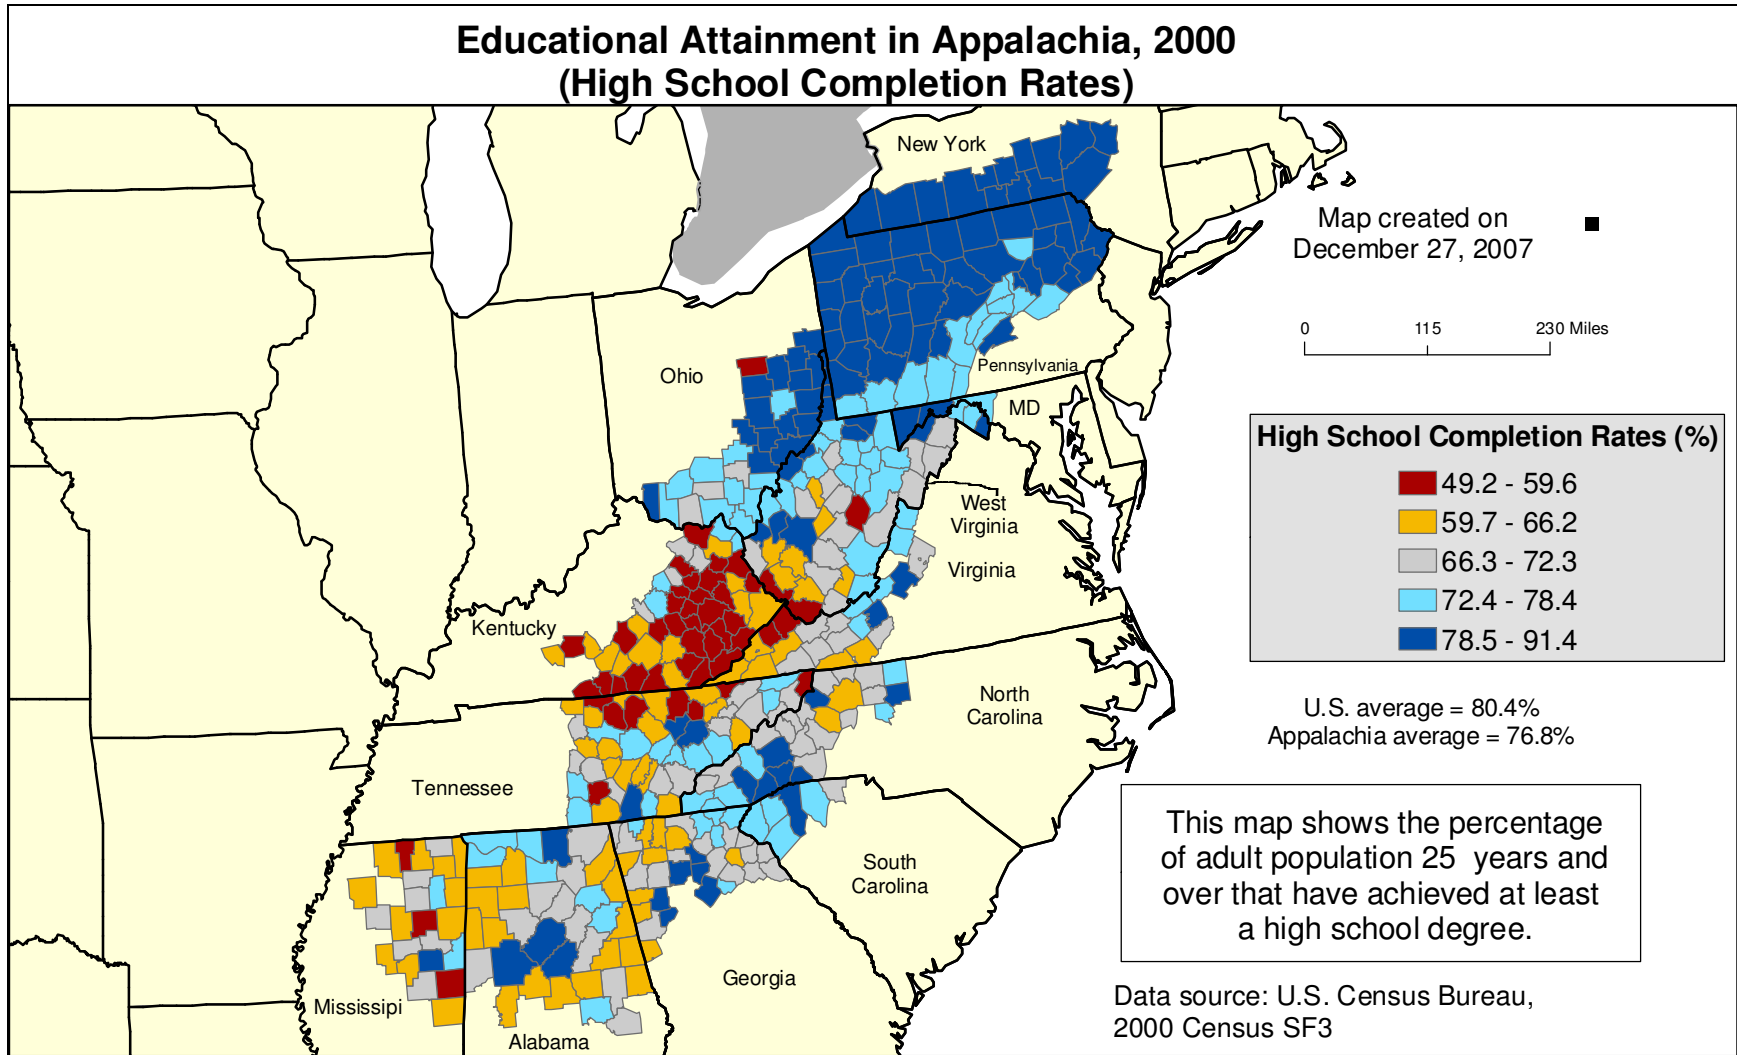 Educational Attainment in Appalachia, 2000
(High School Completion Rates)
New York
Map created on
December 27, 2007
0 115 230 Miles
Ohio
Pennsylvania
MD
High School Completion Rates (%)
49.2 - 59.6
59.7 - 66.2
66.3 - 72.3
72.4 - 78.4
78.5 - 91.4
West
Virginia
Virginia
Kentucky
North
Carolina
U.S. average = 80.4%
Appalachia average = 76.8%
Tennessee
This map shows the percentage
of adult population 25 years and
over that have achieved at least
a high school degree.
South
Carolina
Georgia
Mississipi
Alabama
Data source: U.S. Census Bureau,
2000 Census SF3